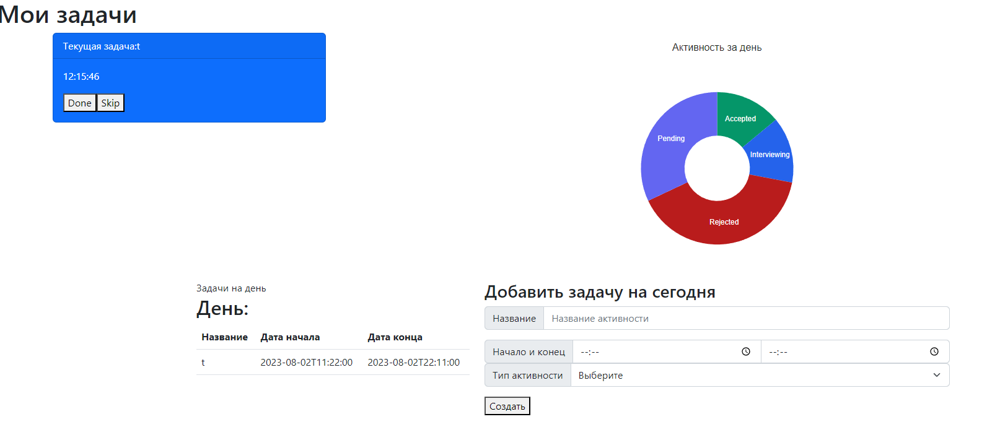 Мои задачи
Текущая задача:t
12:15:46
Done Skip
Активность за день
Accepted
Pending
Interviewing
Rejected
Задачи на день
День:
Название Дата начала Дата конца
t 2023-08-02T11:22:00 2023-08-02T22:11:00
Добавить задачу на сегодня
Название Название активности
Начало и конец --:-- --:--
Тип активности Выберите
Создать